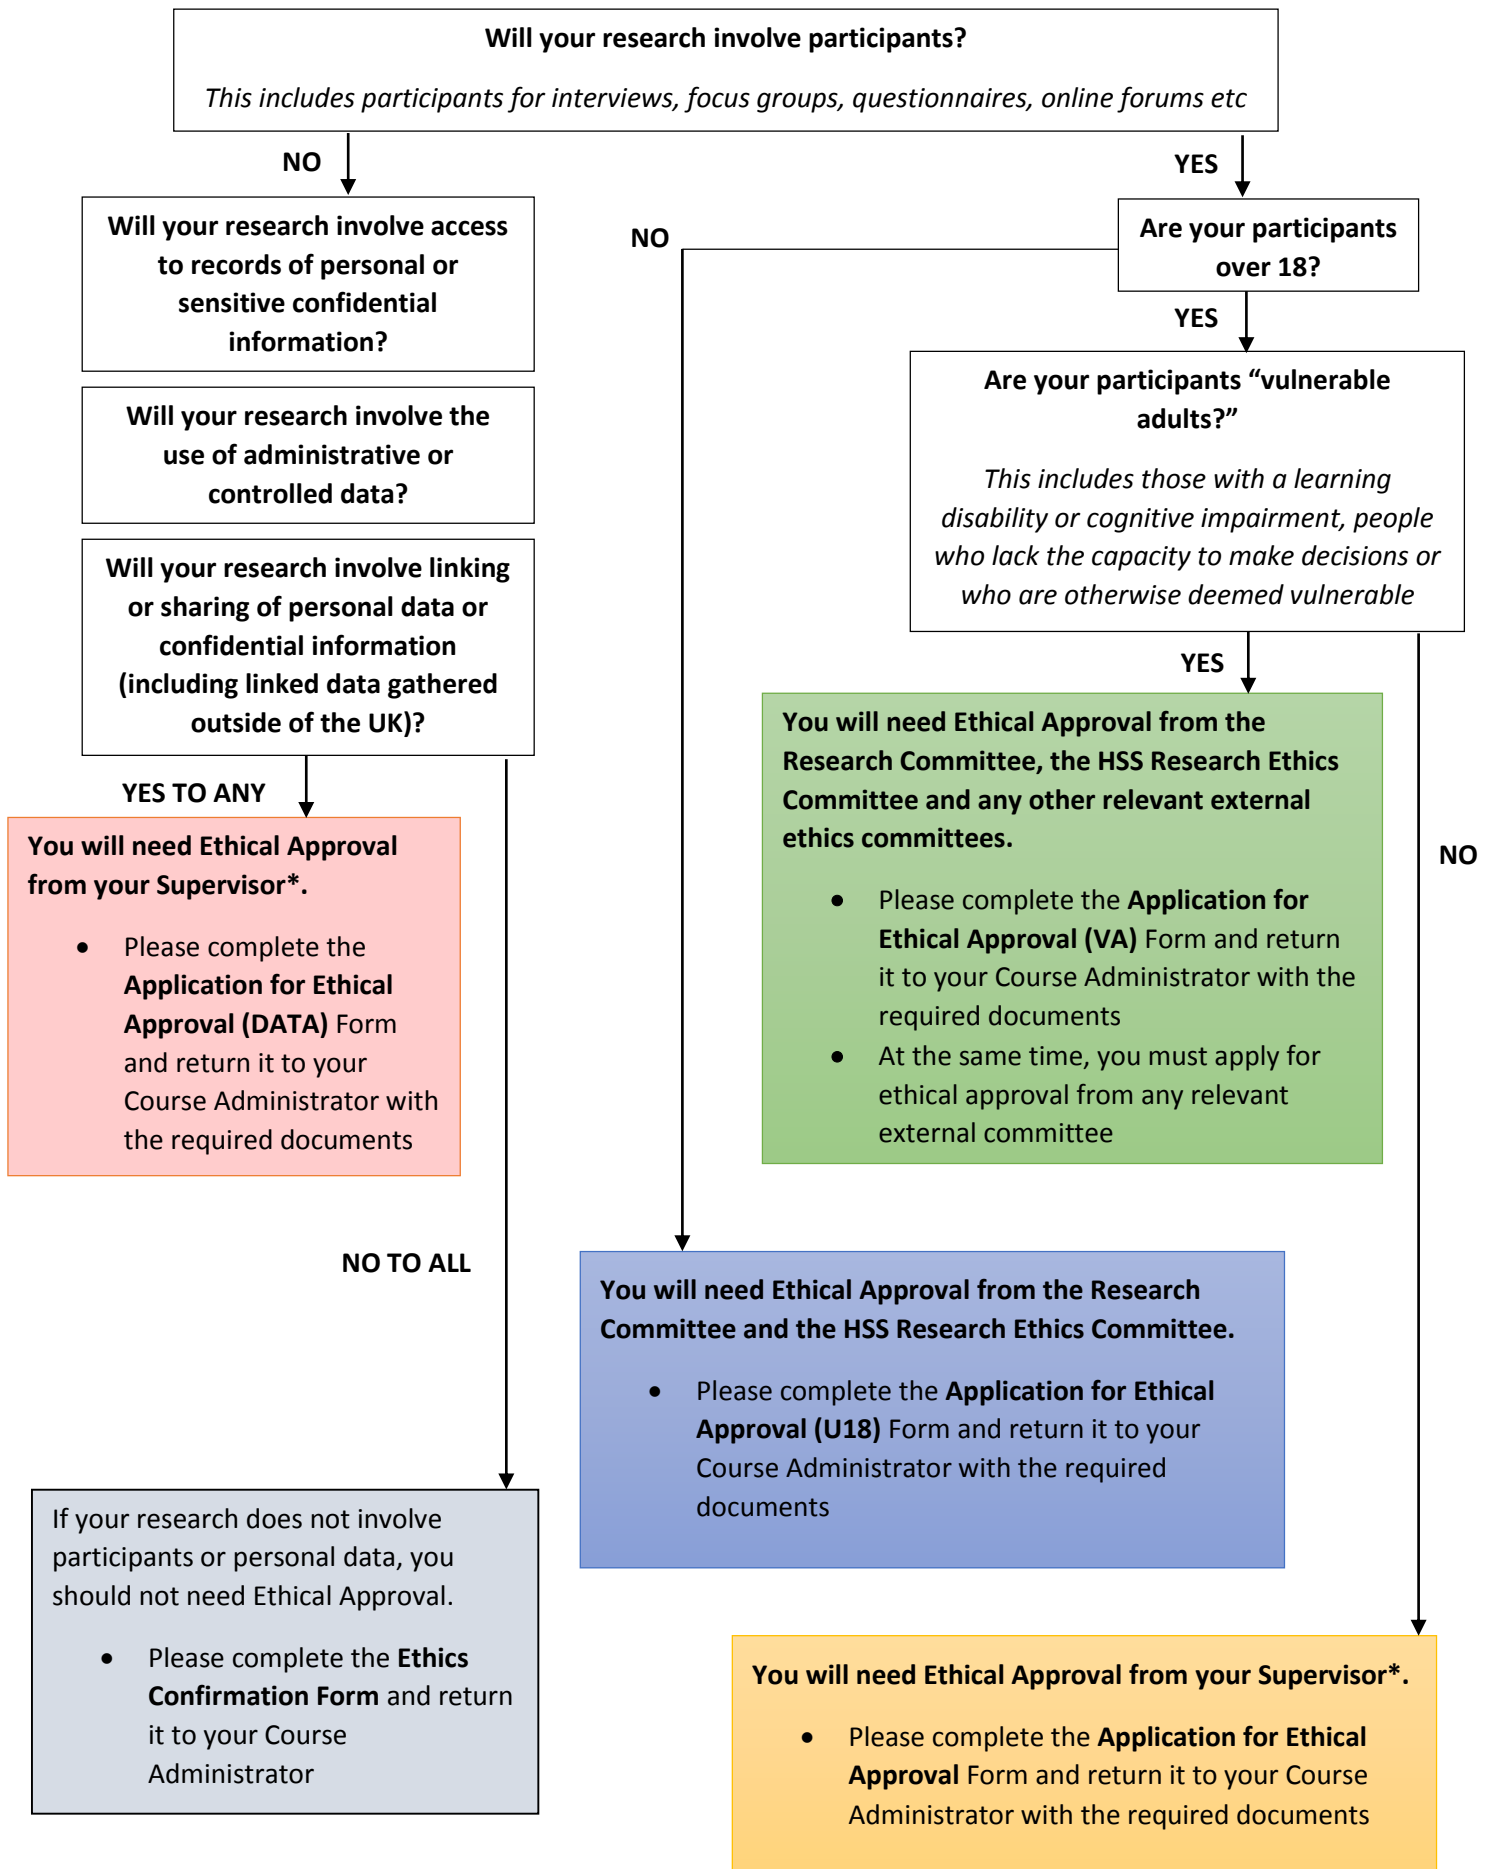 Will your research involve participants?
This includes participants for interviews, focus groups, questionnaires, online forums etc
NO
YES
Will your research involve access
to records of personal or
sensitive confidential
information?
Will your research involve the
use of administrative or
controlled data?
Will your research involve linking
or sharing of personal data or
confidential information
(including linked data gathered
outside of the UK)?
YES TO ANY
You will need Ethical Approval
from your Supervisor*.
• Please complete the
Application for Ethical
Approval (DATA) Form
and return it to your
Course Administrator with
the required documents
NO TO ALL
If your research does not involve
participants or personal data, you
should not need Ethical Approval.
• Please complete the Ethics
Confirmation Form and return
it to your Course
Administrator
Are your participants
over 18?
NO
YES
Are your participants “vulnerable
adults?”
This includes those with a learning
disability or cognitive impairment, people
who lack the capacity to make decisions or
who are otherwise deemed vulnerable
YES
NO
You will need Ethical Approval from the
Research Committee, the HSS Research Ethics
Committee and any other relevant external
ethics committees.
• Please complete the Application for
Ethical Approval (VA) Form and return
it to your Course Administrator with the
required documents
• At the same time, you must apply for
ethical approval from any relevant
external committee
You will need Ethical Approval from the Research
Committee and the HSS Research Ethics Committee.
• Please complete the Application for Ethical
Approval (U18) Form and return it to your
Course Administrator with the required
documents
You will need Ethical Approval from your Supervisor*.
• Please complete the Application for Ethical
Approval Form and return it to your Course
Administrator with the required documents